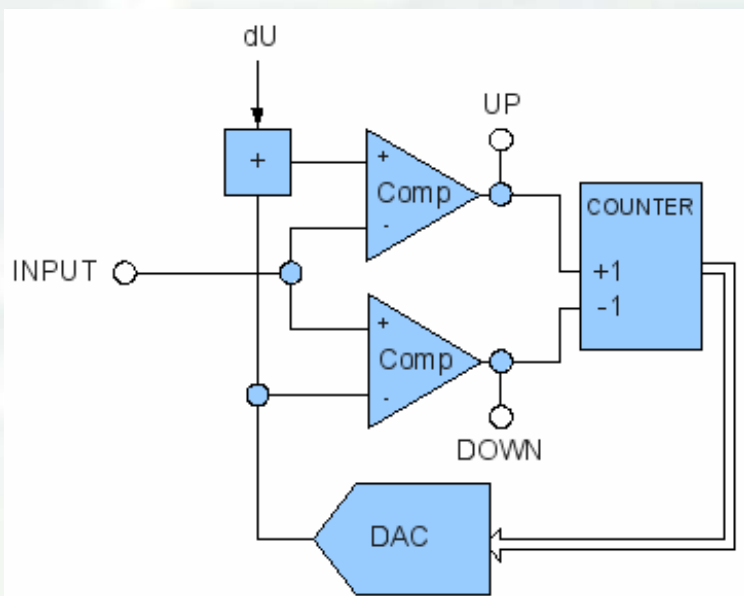 dU
UP
+
+
Comp
-
COUNTER
INPUT
+1
-1
+
Comp
-
DOWN
DAC